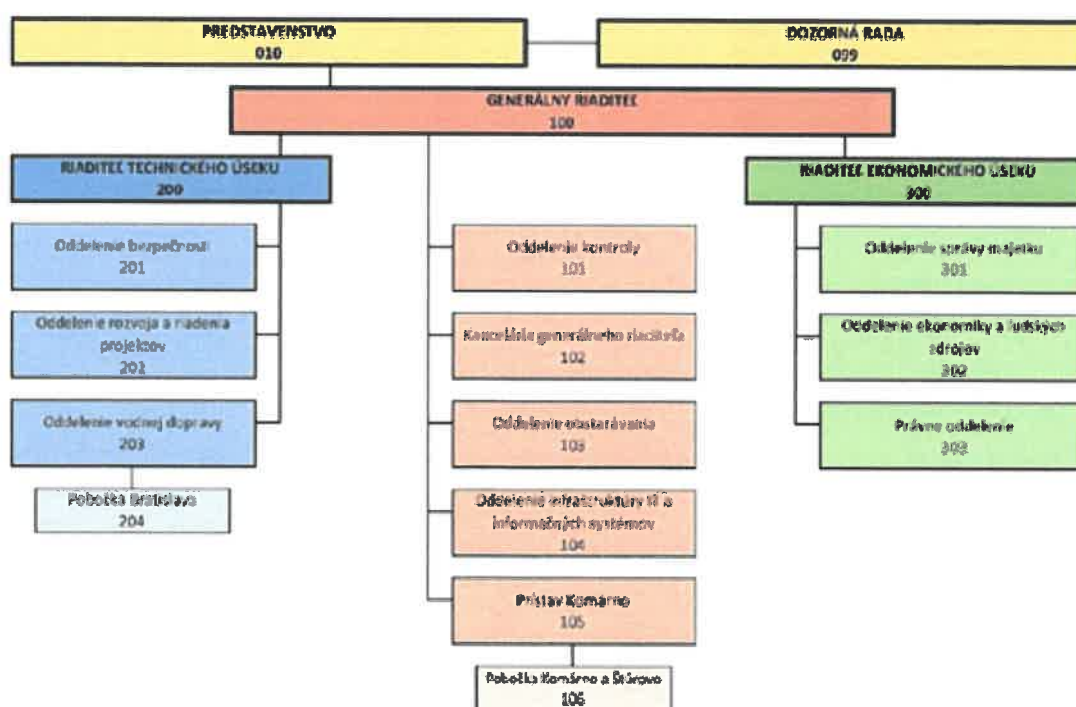 PREDSTAVENSTVO
010
DOZORNÁ RADA
099
GENERÁLNY RIADITEĽ
100
RIADITEĽ TECHNICKÉHO ÚSEKU
200
RIADITEĽ EKONOMICKÉHO ÚSEKU
300
Oddelenie bezpečnosti
201
Oddelenie rozvoja a riadenia
projektov
202
Oddelenie vodnej dopravy
203
Pobočka Bratislava
204
Oddelenie kontroly
101
Kancelária generálneho riaditeľa
102
Oddelenie obstarávania
103
Oddelenie infraštruktúry IT a
informačných systémov
104
Prístav Komárno
105
Pobočka Komárno a Štúrovo
106
Oddelenie správy majetku
301
Oddelenie ekonomiky a ľudských
zdrojov
302
Právne oddelenie
303